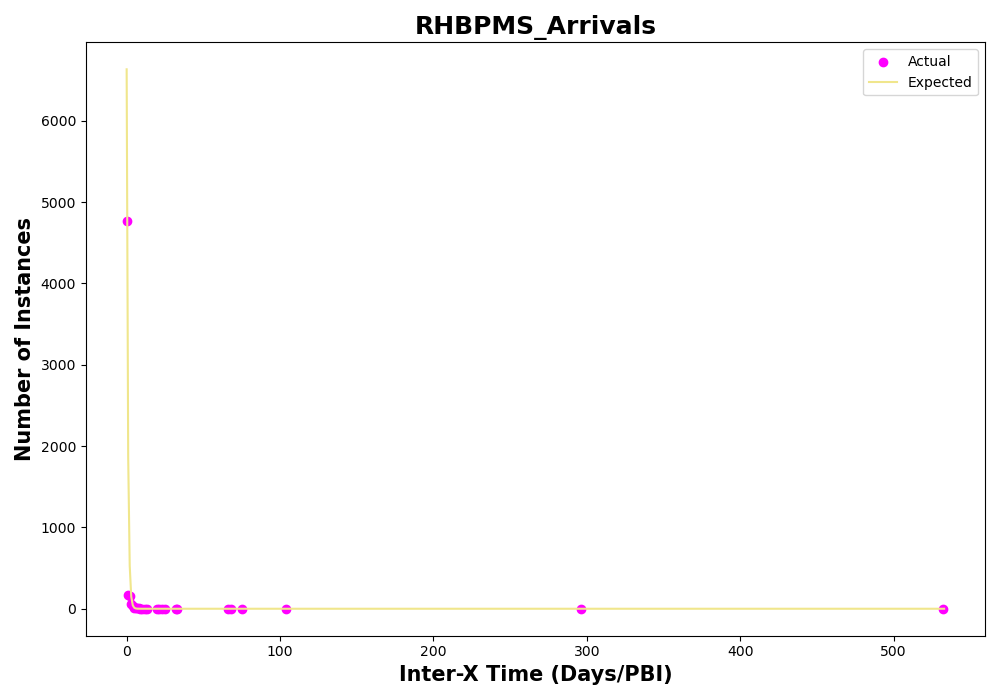 RHBPMS_Arrivals
Actual
Expected
Number of Instances
6000
5000
4000
3000
2000
1000
0
0 100 200 300 400 500
Inter-X Time (Days/PBI)